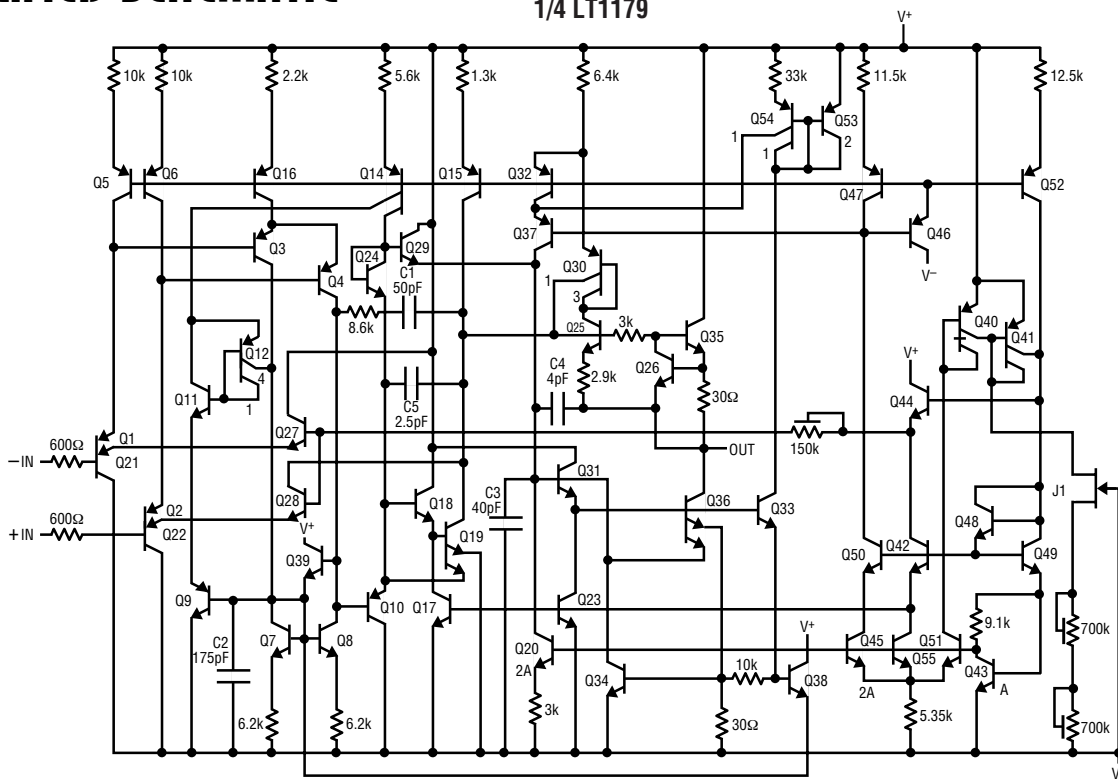 1/4 LT1179
V+
10k 10k 2.2k 5.6k 1.3k 6.4k 33k 11.5k 12.5k
Q54 Q53
1 2
1
Q5 Q6 Q16 Q14 Q15 Q32 Q47 Q52
Q3 Q29 Q37 Q46
Q24 Q30 V–
Q4 C1 1
50pF 3
8.6k Q25 3k Q35 Q40 Q41
Q12 V+
4 C4 Q26
Q11 1 4pF 2.9k 30Ω Q44
C5
2.5pF
Q27
600Ω Q1 150k
–IN Q21 OUT
Q31 J1
Q28 Q18 C3 Q36 Q33
40pF
600Ω Q2 V+ Q48
+IN Q22 Q19
Q39 Q50 Q42 Q49
Q9 Q10 Q17 Q23
9.1k
C2 Q7 Q8 Q20 V+ Q45 Q51 700k
175pF 2A Q34 10k Q38 Q55 Q43
2A A
6.2k 6.2k 3k 30Ω 5.35k 700k
V